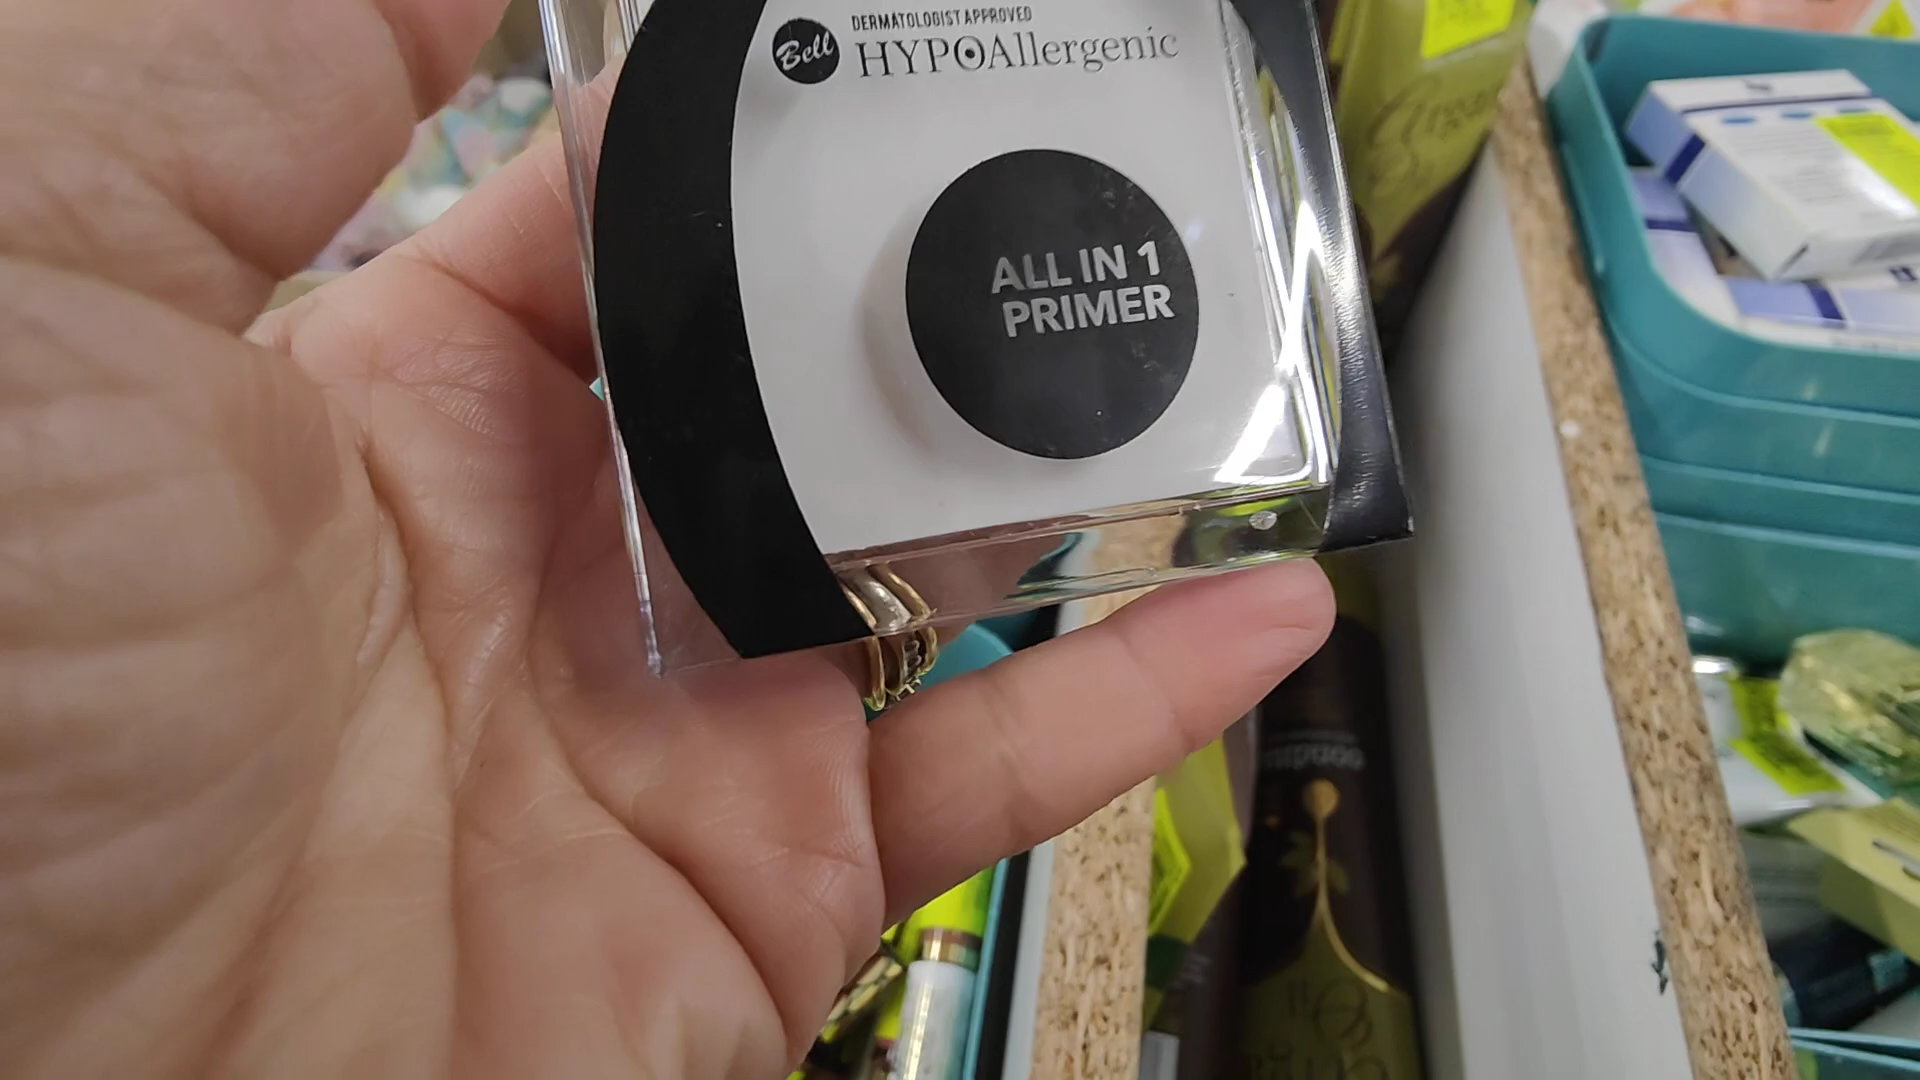 Bell
DERMATOLOGIST APPROVED
HYPOAllergenic
ALL IN 1
PRIMER